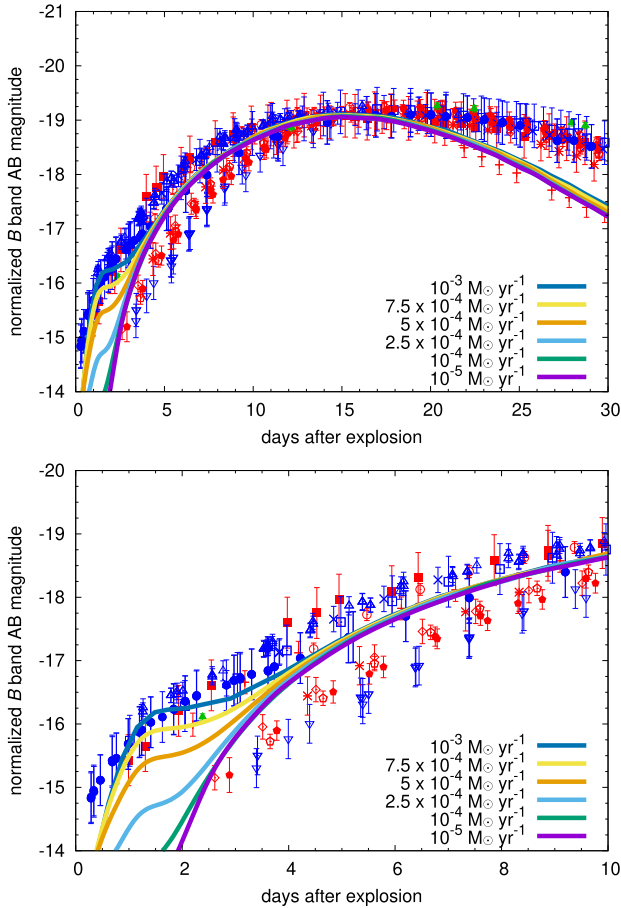 -21
-20
-19
-18
-17
-16
-15
-14
normalized B band AB magnitude
10⁻³ M☉ yr⁻¹
7.5 x 10⁻⁴ M☉ yr⁻¹
5 x 10⁻⁴ M☉ yr⁻¹
2.5 x 10⁻⁴ M☉ yr⁻¹
10⁻⁴ M☉ yr⁻¹
10⁻⁵ M☉ yr⁻¹
0 5 10 15 20 25 30
days after explosion
-20
-19
-18
-17
-16
-15
-14
normalized B band AB magnitude
10⁻³ M☉ yr⁻¹
7.5 x 10⁻⁴ M☉ yr⁻¹
5 x 10⁻⁴ M☉ yr⁻¹
2.5 x 10⁻⁴ M☉ yr⁻¹
10⁻⁴ M☉ yr⁻¹
10⁻⁵ M☉ yr⁻¹
0 2 4 6 8 10
days after explosion